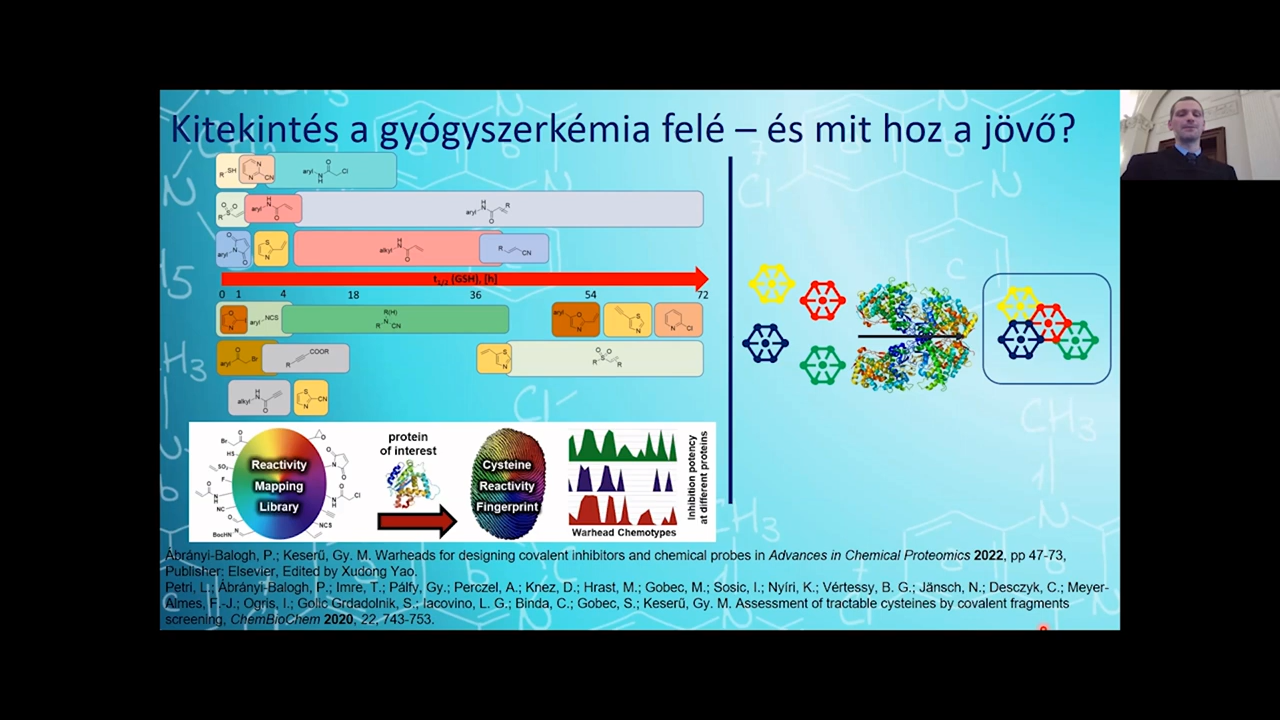 Kitekintés a gyógyszerkémia felé – és mit hoz a jövő?
t1/2 (GSH), [h]
0 1 4 18 36 54 72
Reactivity
Mapping
Library
protein
of interest
Cysteine
Reactivity
Fingerprint
Warhead Chemotypes
Inhibition potency
at different proteins
Ábrányi-Balogh, P.; Keserű, Gy. M. Warheads for designing covalent inhibitors and chemical probes in Advances in Chemical Proteomics 2022, pp 47-73,
Publisher: Elsevier, Edited by Xudong Yao.
Petri, L.; Ábrányi-Balogh, P.; Imre, T.; Pálfy, Gy.; Perczel, A.; Knez, D.; Hrast, M.; Gobec, M.; Sosic, I.; Nyíri, K.; Vértessy, B. G.; Jänsch, N.; Desczyk, C.; Meyer-
Almes, F.-J.; Ogris, I.; Golic Grdadolnik, S.; Iacovino, L. G.; Binda, C.; Gobec, S.; Keserű, Gy. M. Assessment of tractable cysteines by covalent fragments
screening, ChemBioChem 2020, 22, 743-753.